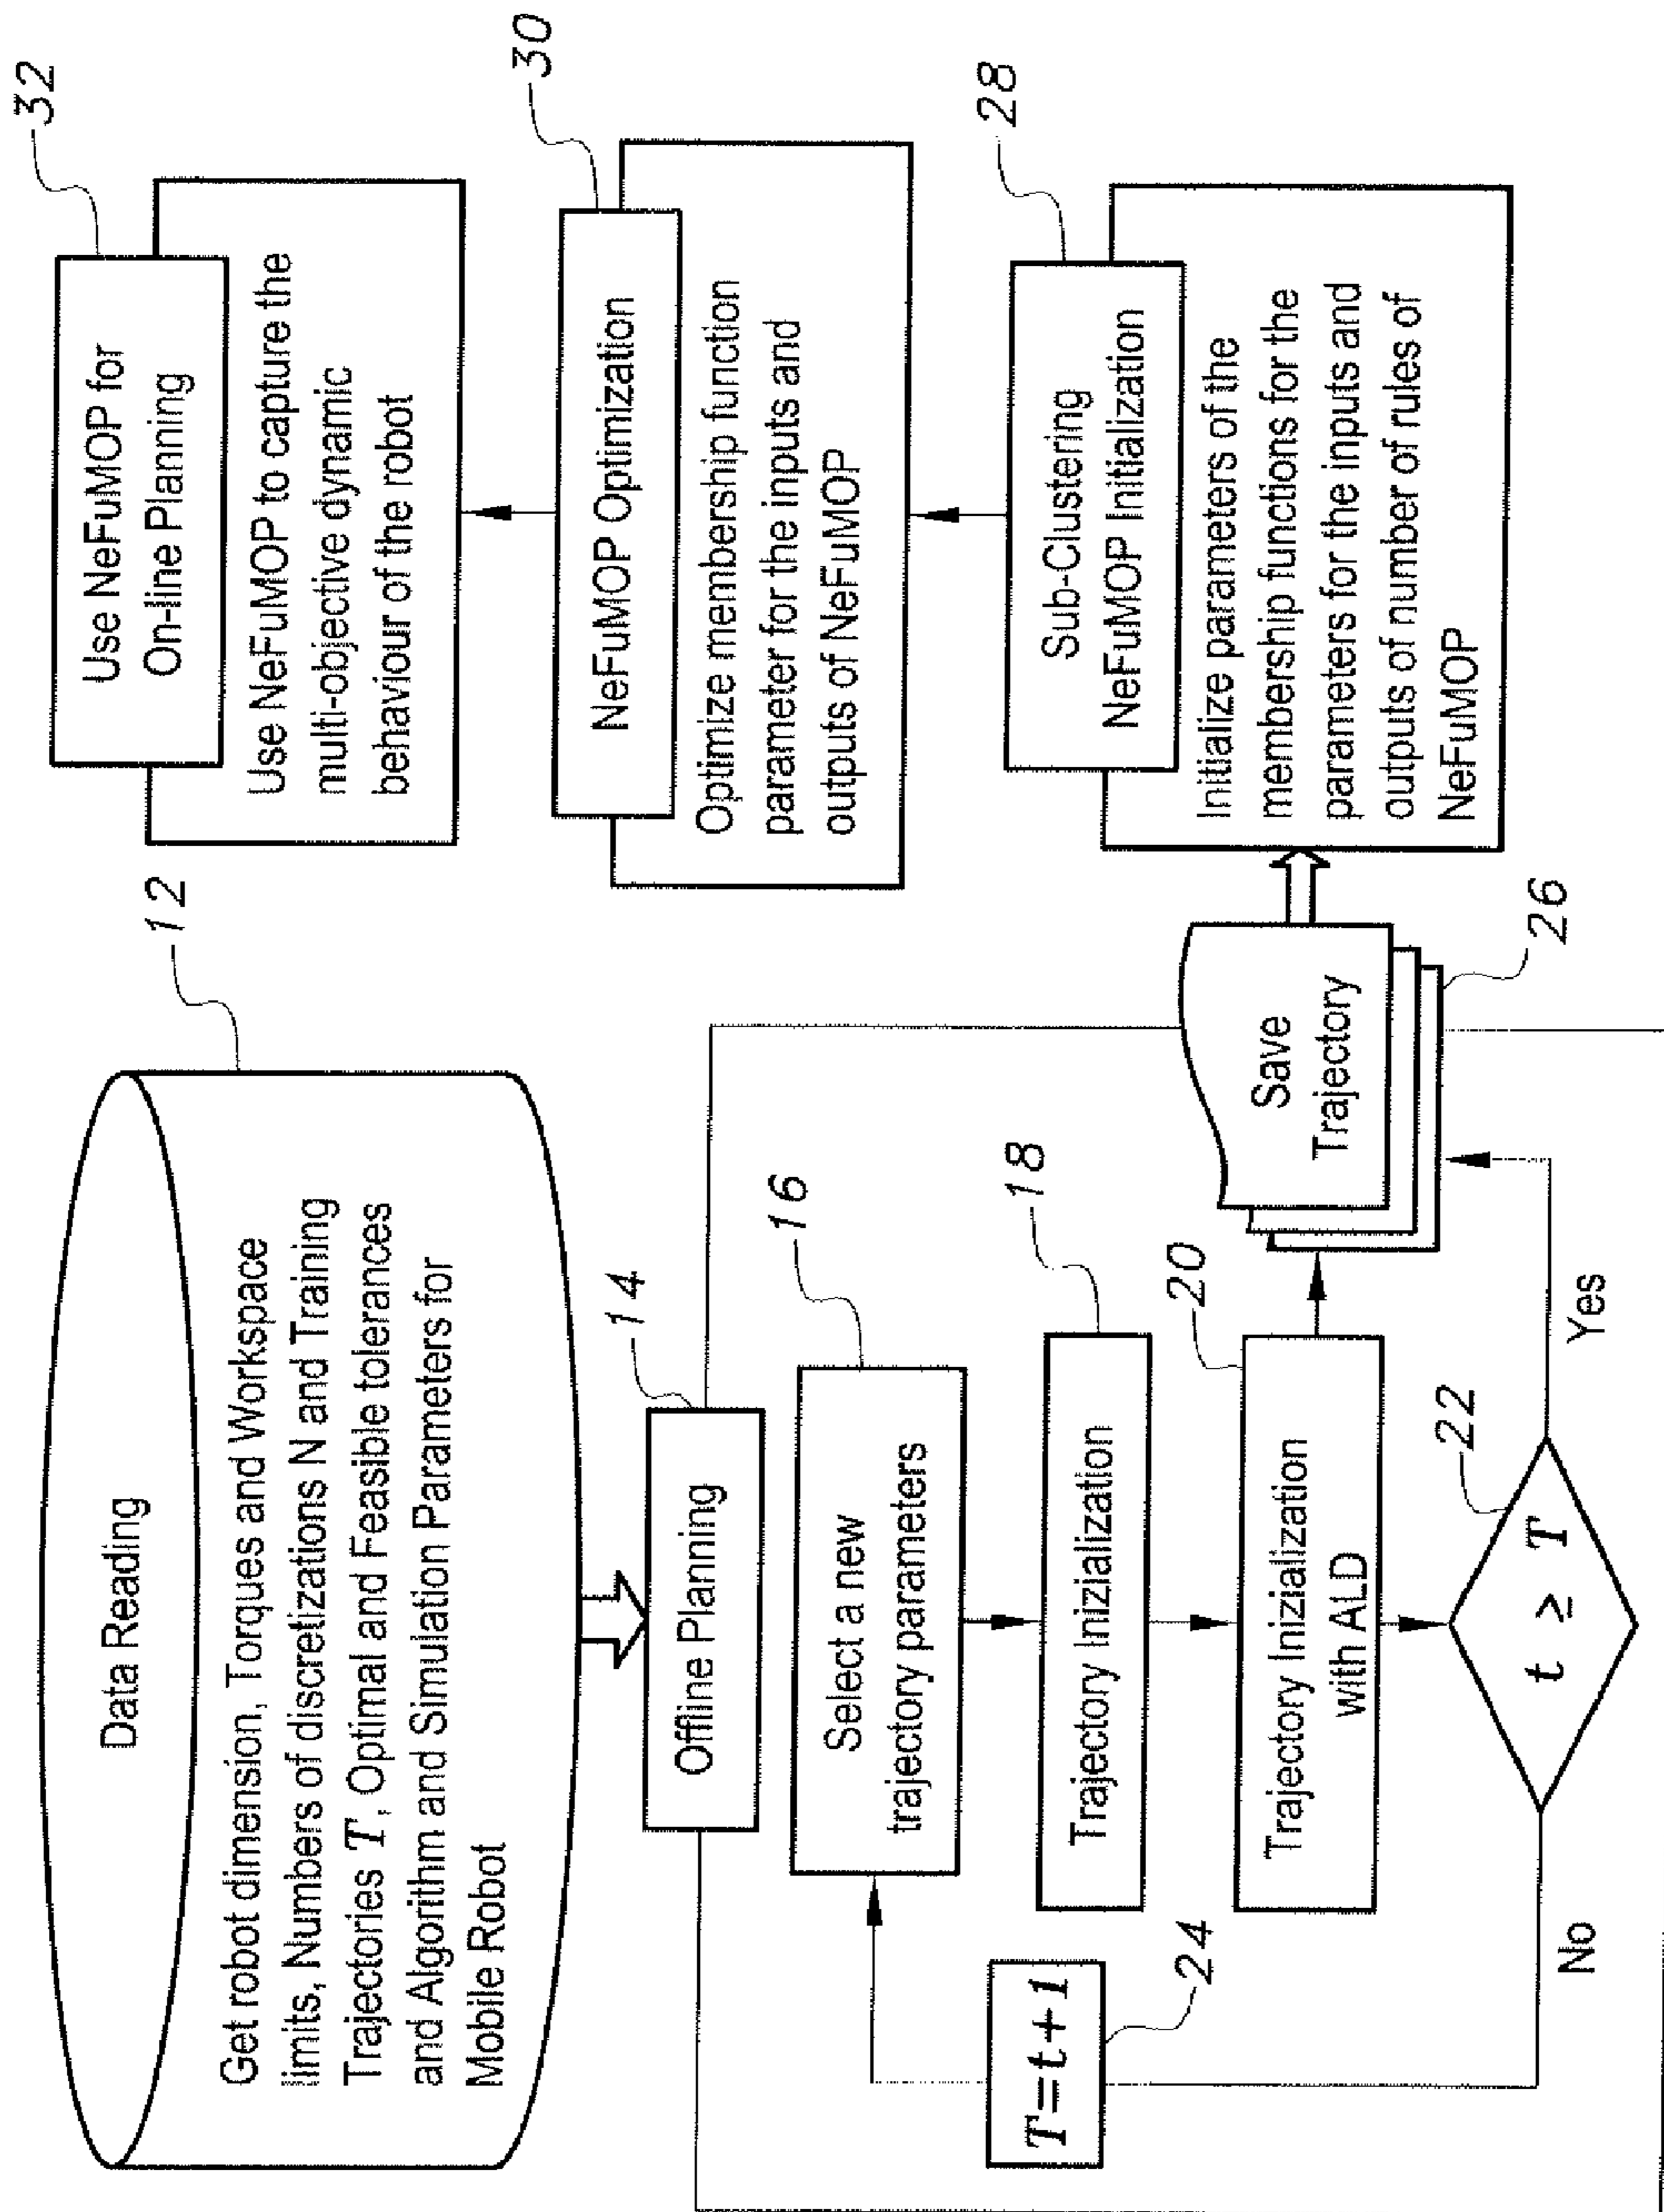 Data Reading
Get robot dimension, Torques and Workspace
limits, Numbers of discretizations N and Training
Trajectories T, Optimal and Feasible tolerances
and Algorithm and Simulation Parameters for
Mobile Robot
12
Offline Planning
14
Select a new
trajectory parameters
16
Trajectory Inizialization
18
Trajectory Inizialization
with ALD
20
t ≥ T
22
No
Yes
T=t+1
24
Save
Trajectory
26
Sub-Clustering
NeFuMOP Initialization
28
Initialize parameters of the
membership functions for the
parameters for the inputs and
outputs of number of rules of
NeFuMOP
NeFuMOP Optimization
30
Optimize membership function
parameter for the inputs and
outputs of NeFuMOP
Use NeFuMOP for
On-line Planning
32
Use NeFuMOP to capture the
multi-objective dynamic
behaviour of the robot